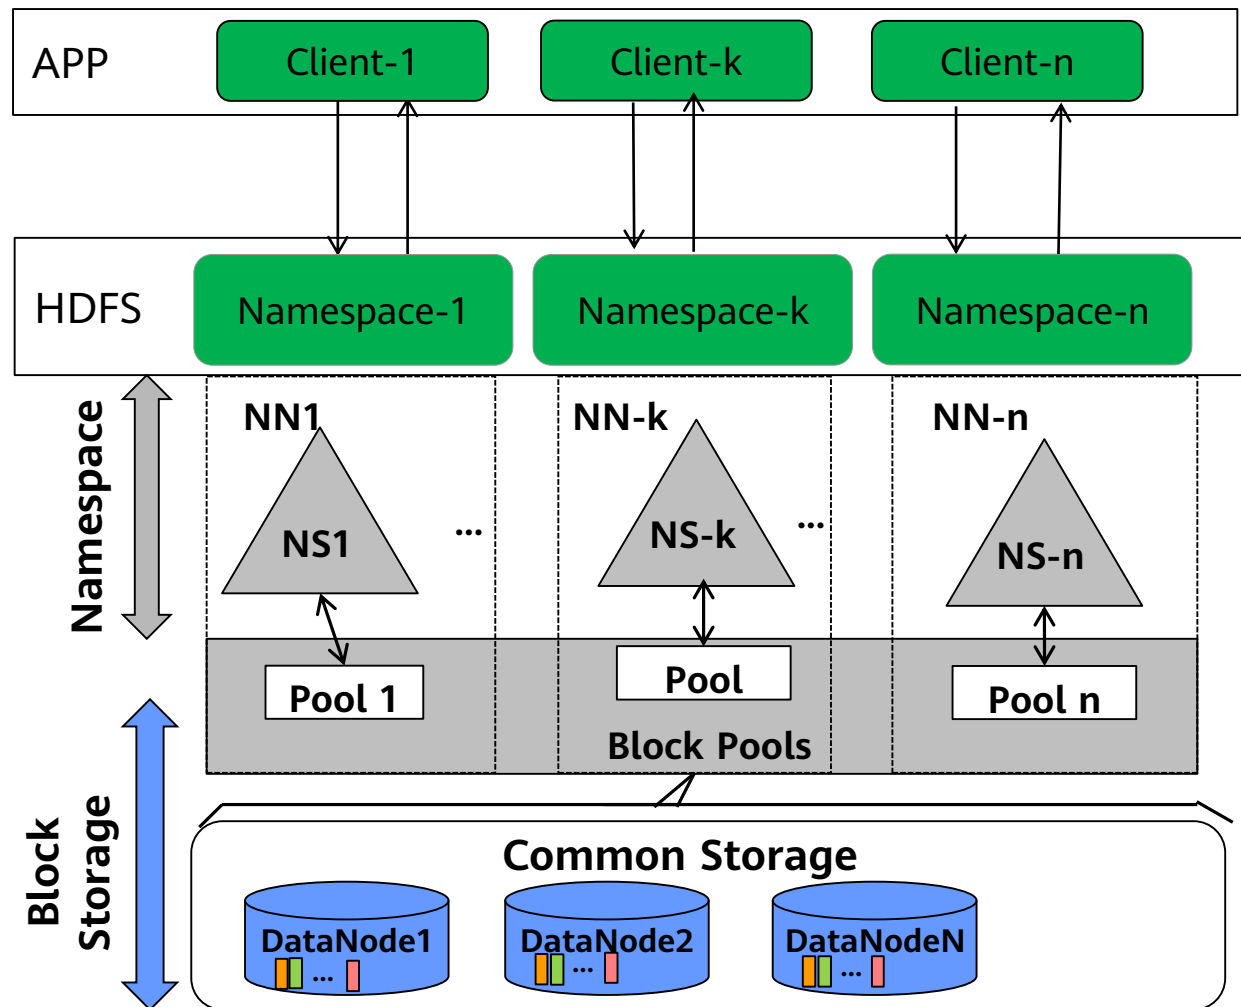 APP
Client-1
Client-k
Client-n
HDFS
Namespace-1
Namespace-k
Namespace-n
Namespace
NN1
NN-k
NN-n
NS1
...
NS-k
...
NS-n
Pool 1
Pool
Pool n
Block Pools
Block
Storage
Common Storage
DataNode1
...
DataNode2
...
DataNodeN
...